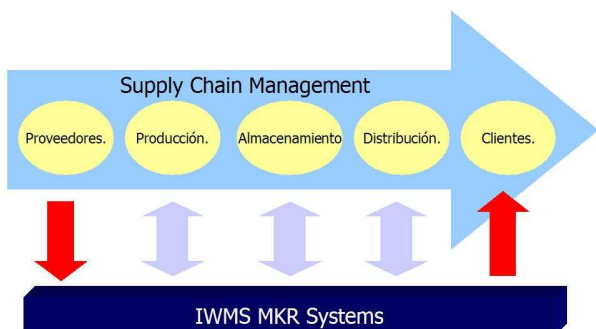 Supply Chain Management
Proveedores. Producción. Almacenamiento Distribución. Clientes.
IWMS MKR Systems